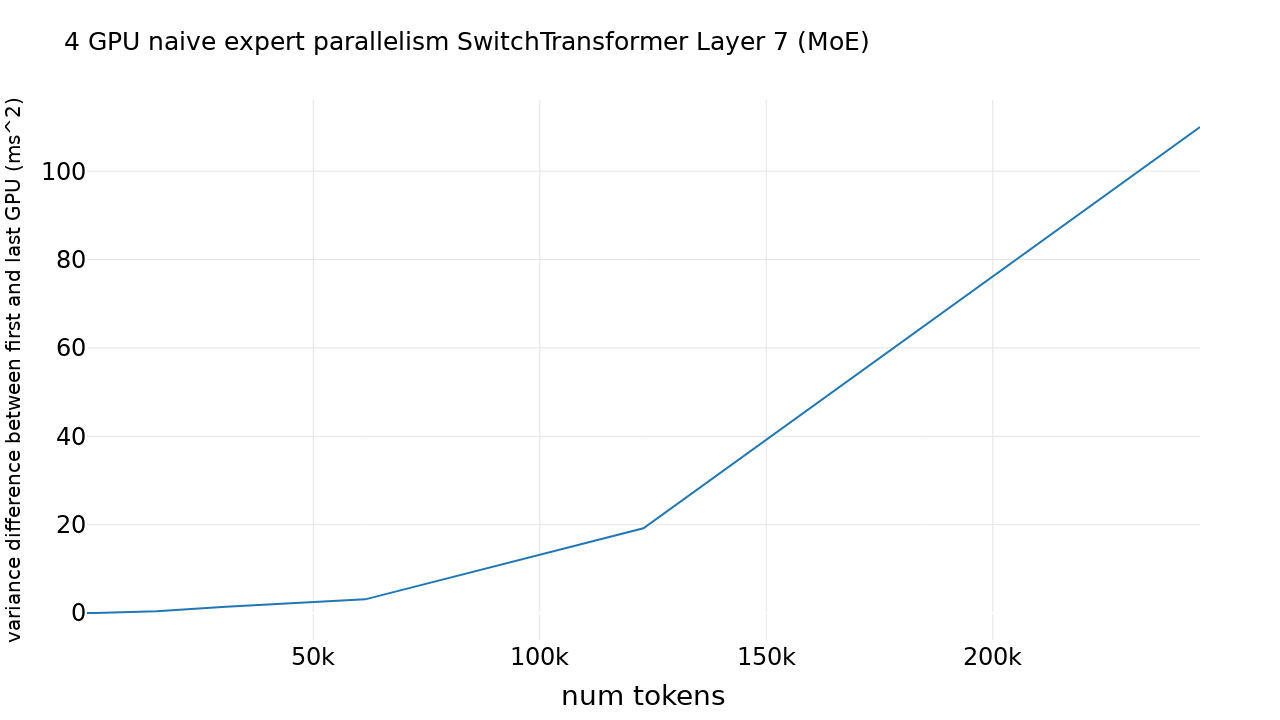 4 GPU naive expert parallelism SwitchTransformer Layer 7 (MoE)
variance difference between first and last GPU (ms^2)
100
80
60
40
20
0
50k
100k
150k
200k
num tokens